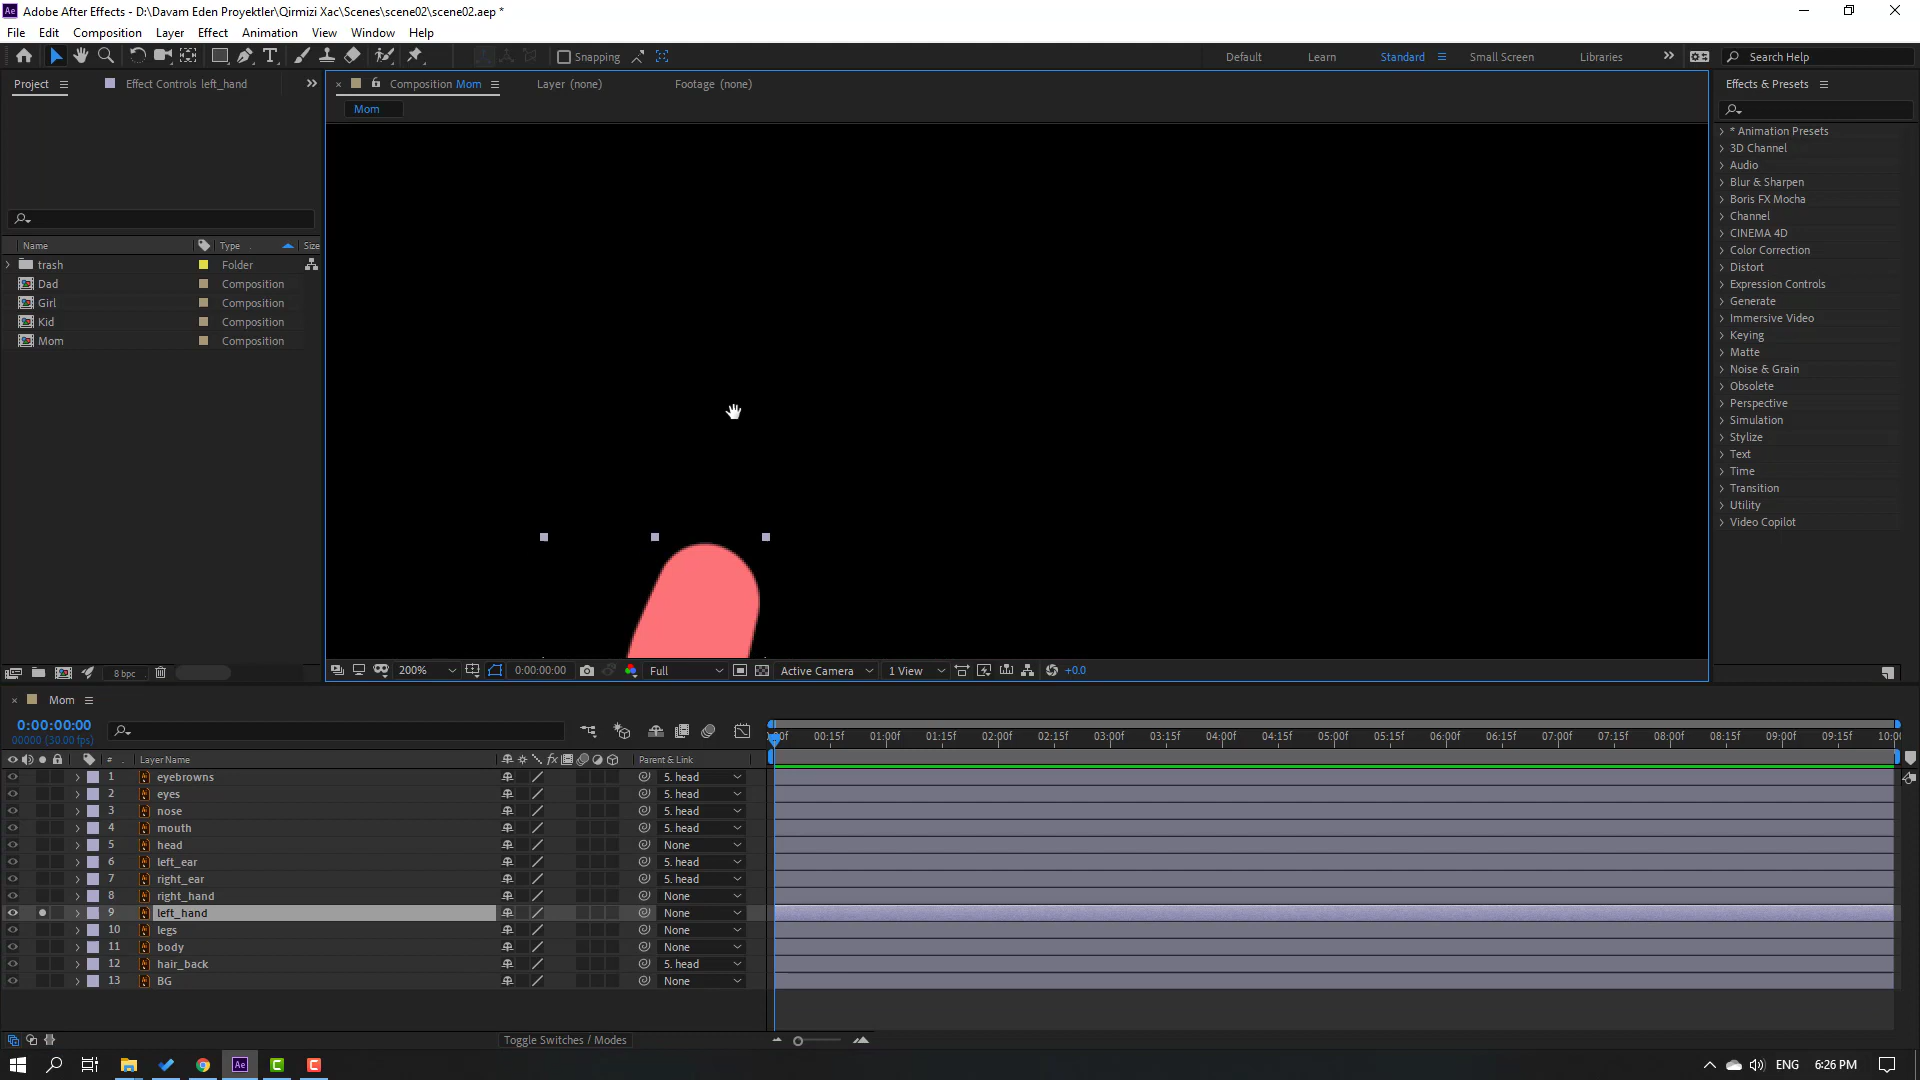 Adobe After Effects - D:\Davam Eden Proyektler\Qirmizi Xac\Scenes\scene02\scene02.aep *
File Edit Composition Layer Effect Animation View Window Help
Snapping
Default Learn Standard Small Screen Libraries
Search Help
Project Effect Controls left_hand
Composition Mom Layer (none) Footage (none)
Mom
Name Type Size
trash Folder
Dad Composition
Girl Composition
Kid Composition
Mom Composition
8 bpc
200% 0:00:00:00 Full Active Camera 1 View +0.0
Effects & Presets
* Animation Presets
3D Channel
Audio
Blur & Sharpen
Boris FX Mocha
Channel
CINEMA 4D
Color Correction
Distort
Expression Controls
Generate
Immersive Video
Keying
Matte
Noise & Grain
Obsolete
Perspective
Simulation
Stylize
Text
Time
Transition
Utility
Video Copilot
Mom
0:00:00:00
00000 (30.00 fps)
00:15f 01:00f 01:15f 02:00f 02:15f 03:00f 03:15f 04:00f 04:15f 05:00f 05:15f 06:00f 06:15f 07:00f 07:15f 08:00f 08:15f 09:00f 09:15f
# Layer Name fx Parent & Link
1 eyebrowns 5. head
2 eyes 5. head
3 nose 5. head
4 mouth 5. head
5 head None
6 left_ear 5. head
7 right_ear 5. head
8 right_hand None
9 left_hand None
10 legs None
11 body None
12 hair_back 5. head
13 BG None
Toggle Switches / Modes
Ae
ENG 6:26 PM